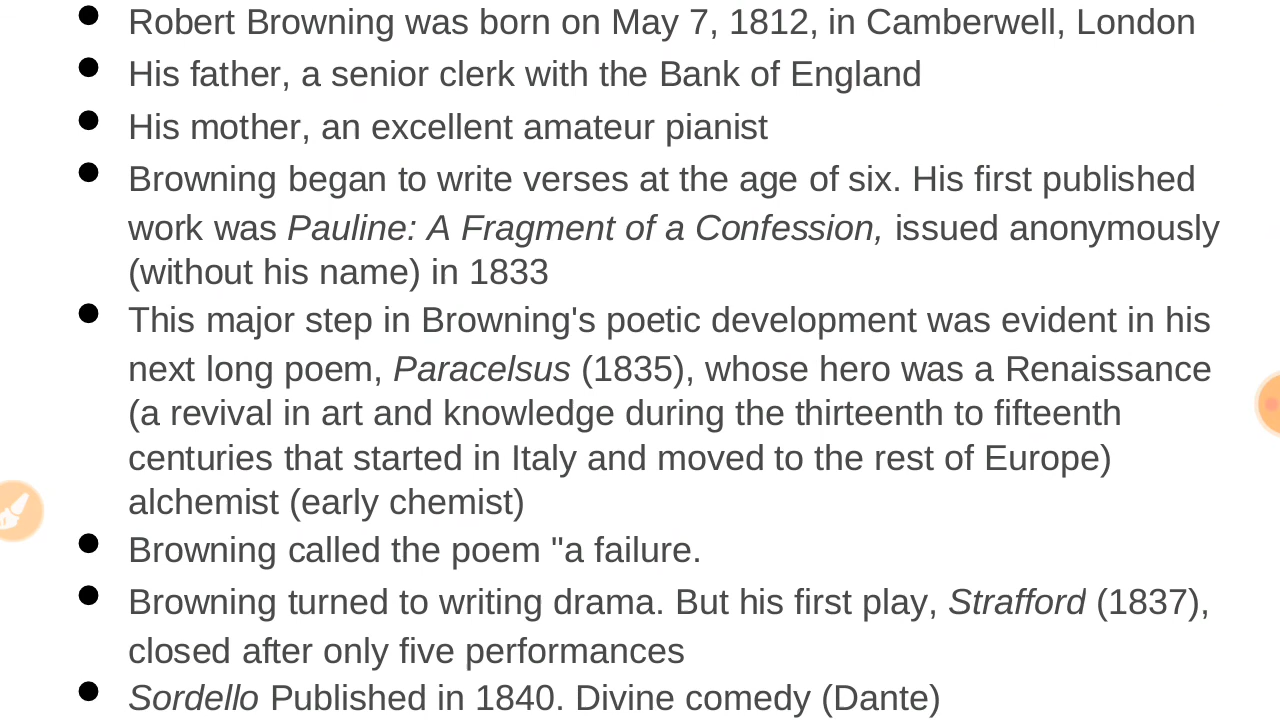 Robert Browning was born on May 7, 1812, in Camberwell, London
His father, a senior clerk with the Bank of England
His mother, an excellent amateur pianist
Browning began to write verses at the age of six. His first published
work was Pauline: A Fragment of a Confession, issued anonymously
(without his name) in 1833
This major step in Browning's poetic development was evident in his
next long poem, Paracelsus (1835), whose hero was a Renaissance
(a revival in art and knowledge during the thirteenth to fifteenth
centuries that started in Italy and moved to the rest of Europe)
alchemist (early chemist)
Browning called the poem "a failure.
Browning turned to writing drama. But his first play, Strafford (1837),
closed after only five performances
Sordello Published in 1840. Divine comedy (Dante)